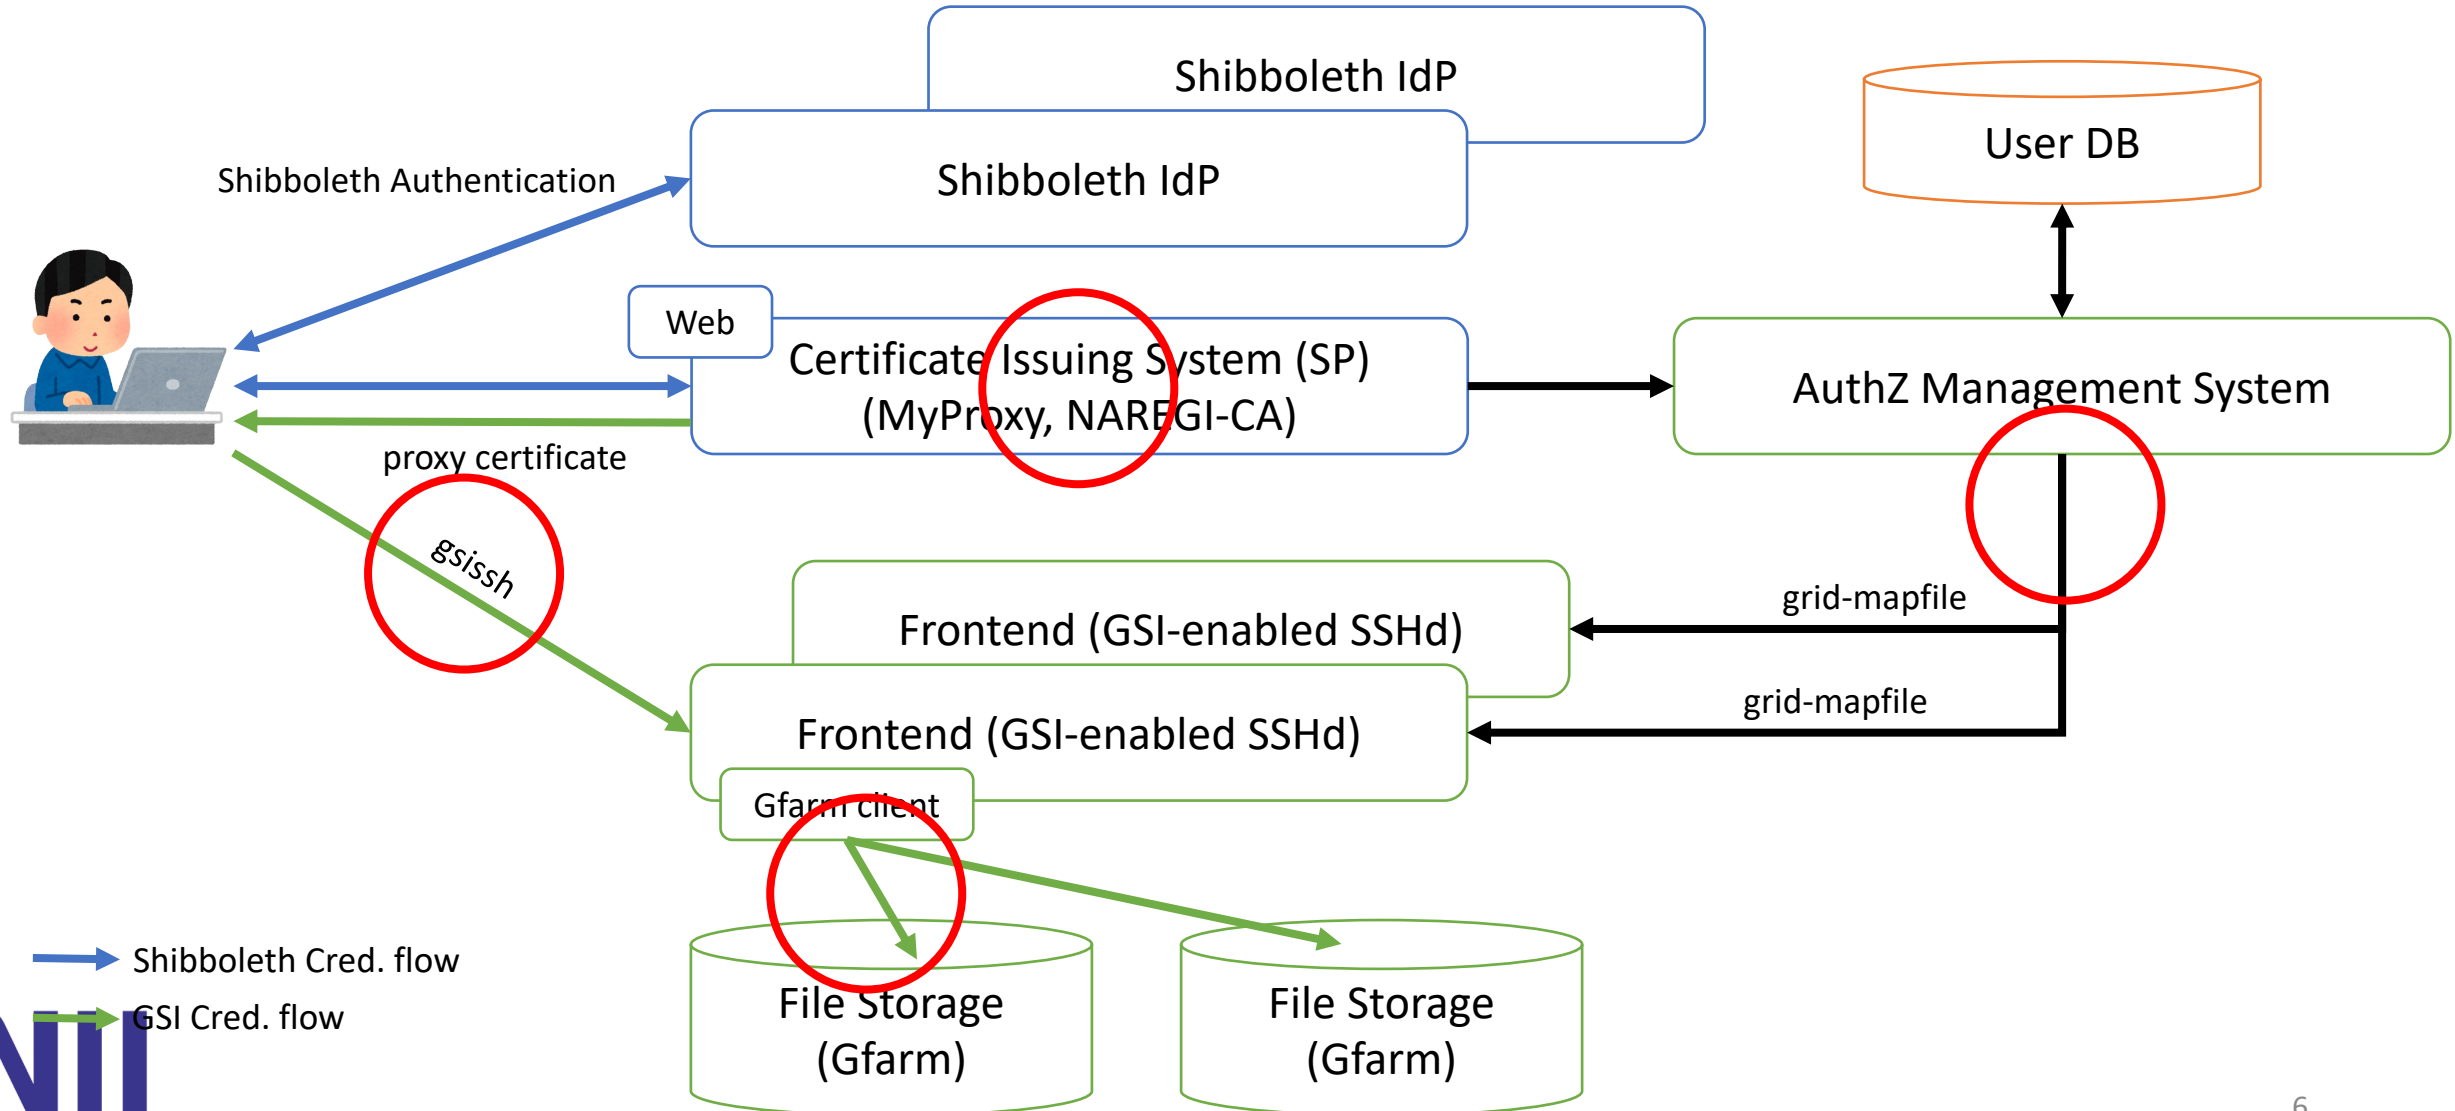 Shibboleth IdP
Shibboleth IdP
User DB
Shibboleth Authentication
Web
Certificate Issuing System (SP)
(MyProxy, NAREGI-CA)
AuthZ Management System
proxy certificate
gsissh
grid-mapfile
Frontend (GSI-enabled SSHd)
grid-mapfile
Frontend (GSI-enabled SSHd)
Gfarm client
File Storage
(Gfarm)
File Storage
(Gfarm)
Shibboleth Cred. flow
GSI Cred. flow
NII
6